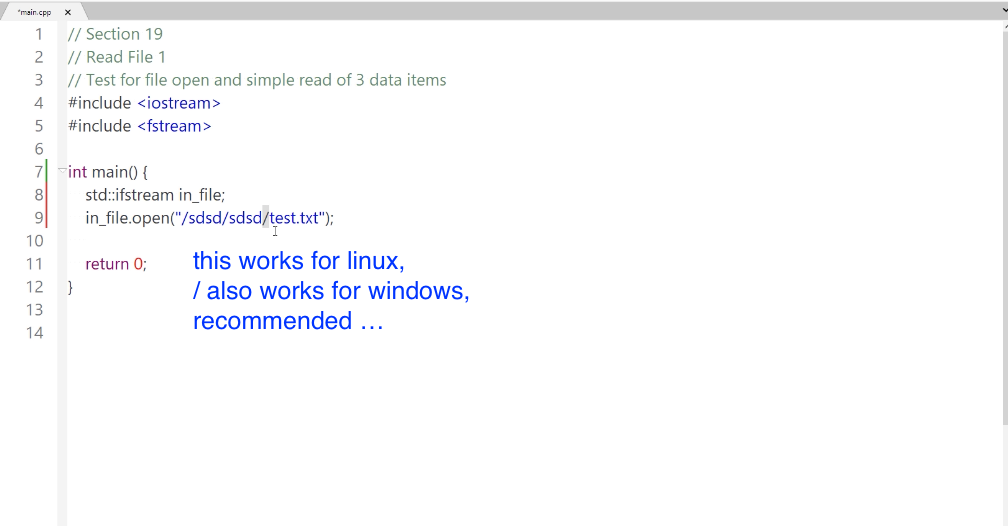 *main.cpp x
1 // Section 19
2 // Read File 1
3 // Test for file open and simple read of 3 data items
4 #include <iostream>
5 #include <fstream>
6
7 int main() {
8 std::ifstream in_file;
9 in_file.open("/sdsd/sdsd/test.txt");
10
11 return 0;
12 }
13
14
this works for linux,
/ also works for windows,
recommended …